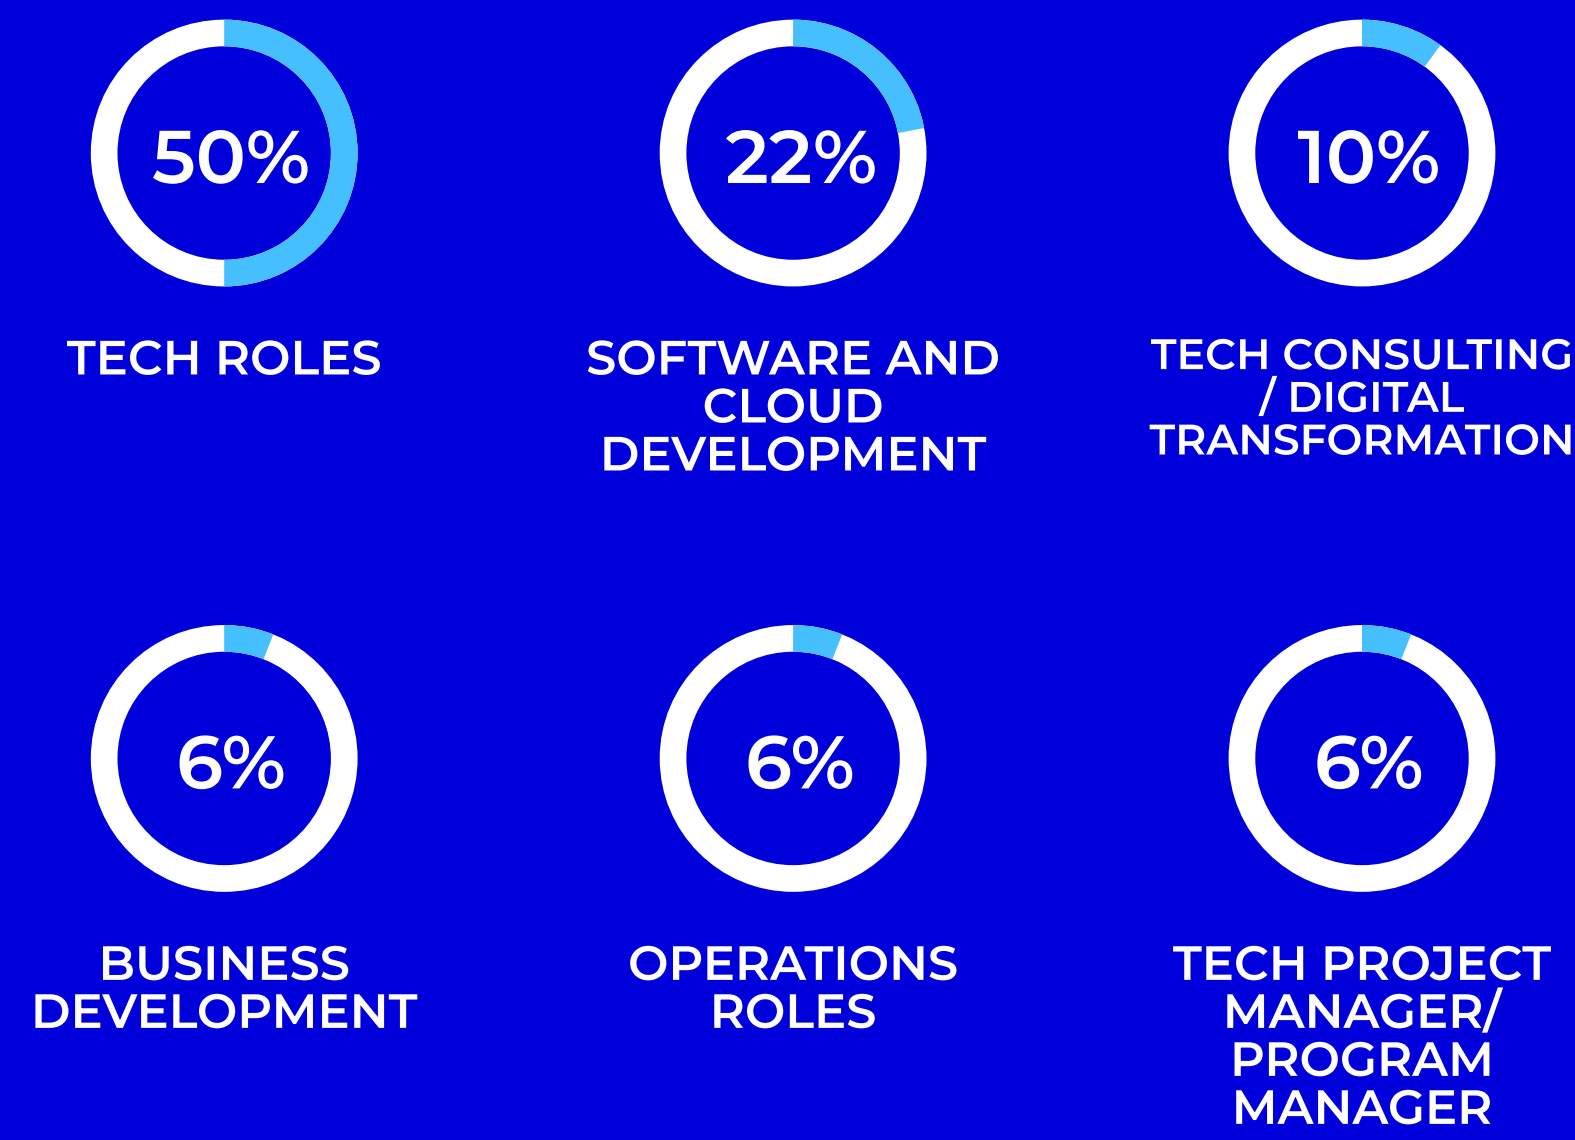 50%
22%
10%
TECH ROLES
SOFTWARE AND
CLOUD
DEVELOPMENT
TECH CONSULTING
/ DIGITAL
TRANSFORMATION
6%
6%
6%
BUSINESS
DEVELOPMENT
OPERATIONS
ROLES
TECH PROJECT
MANAGER/
PROGRAM
MANAGER